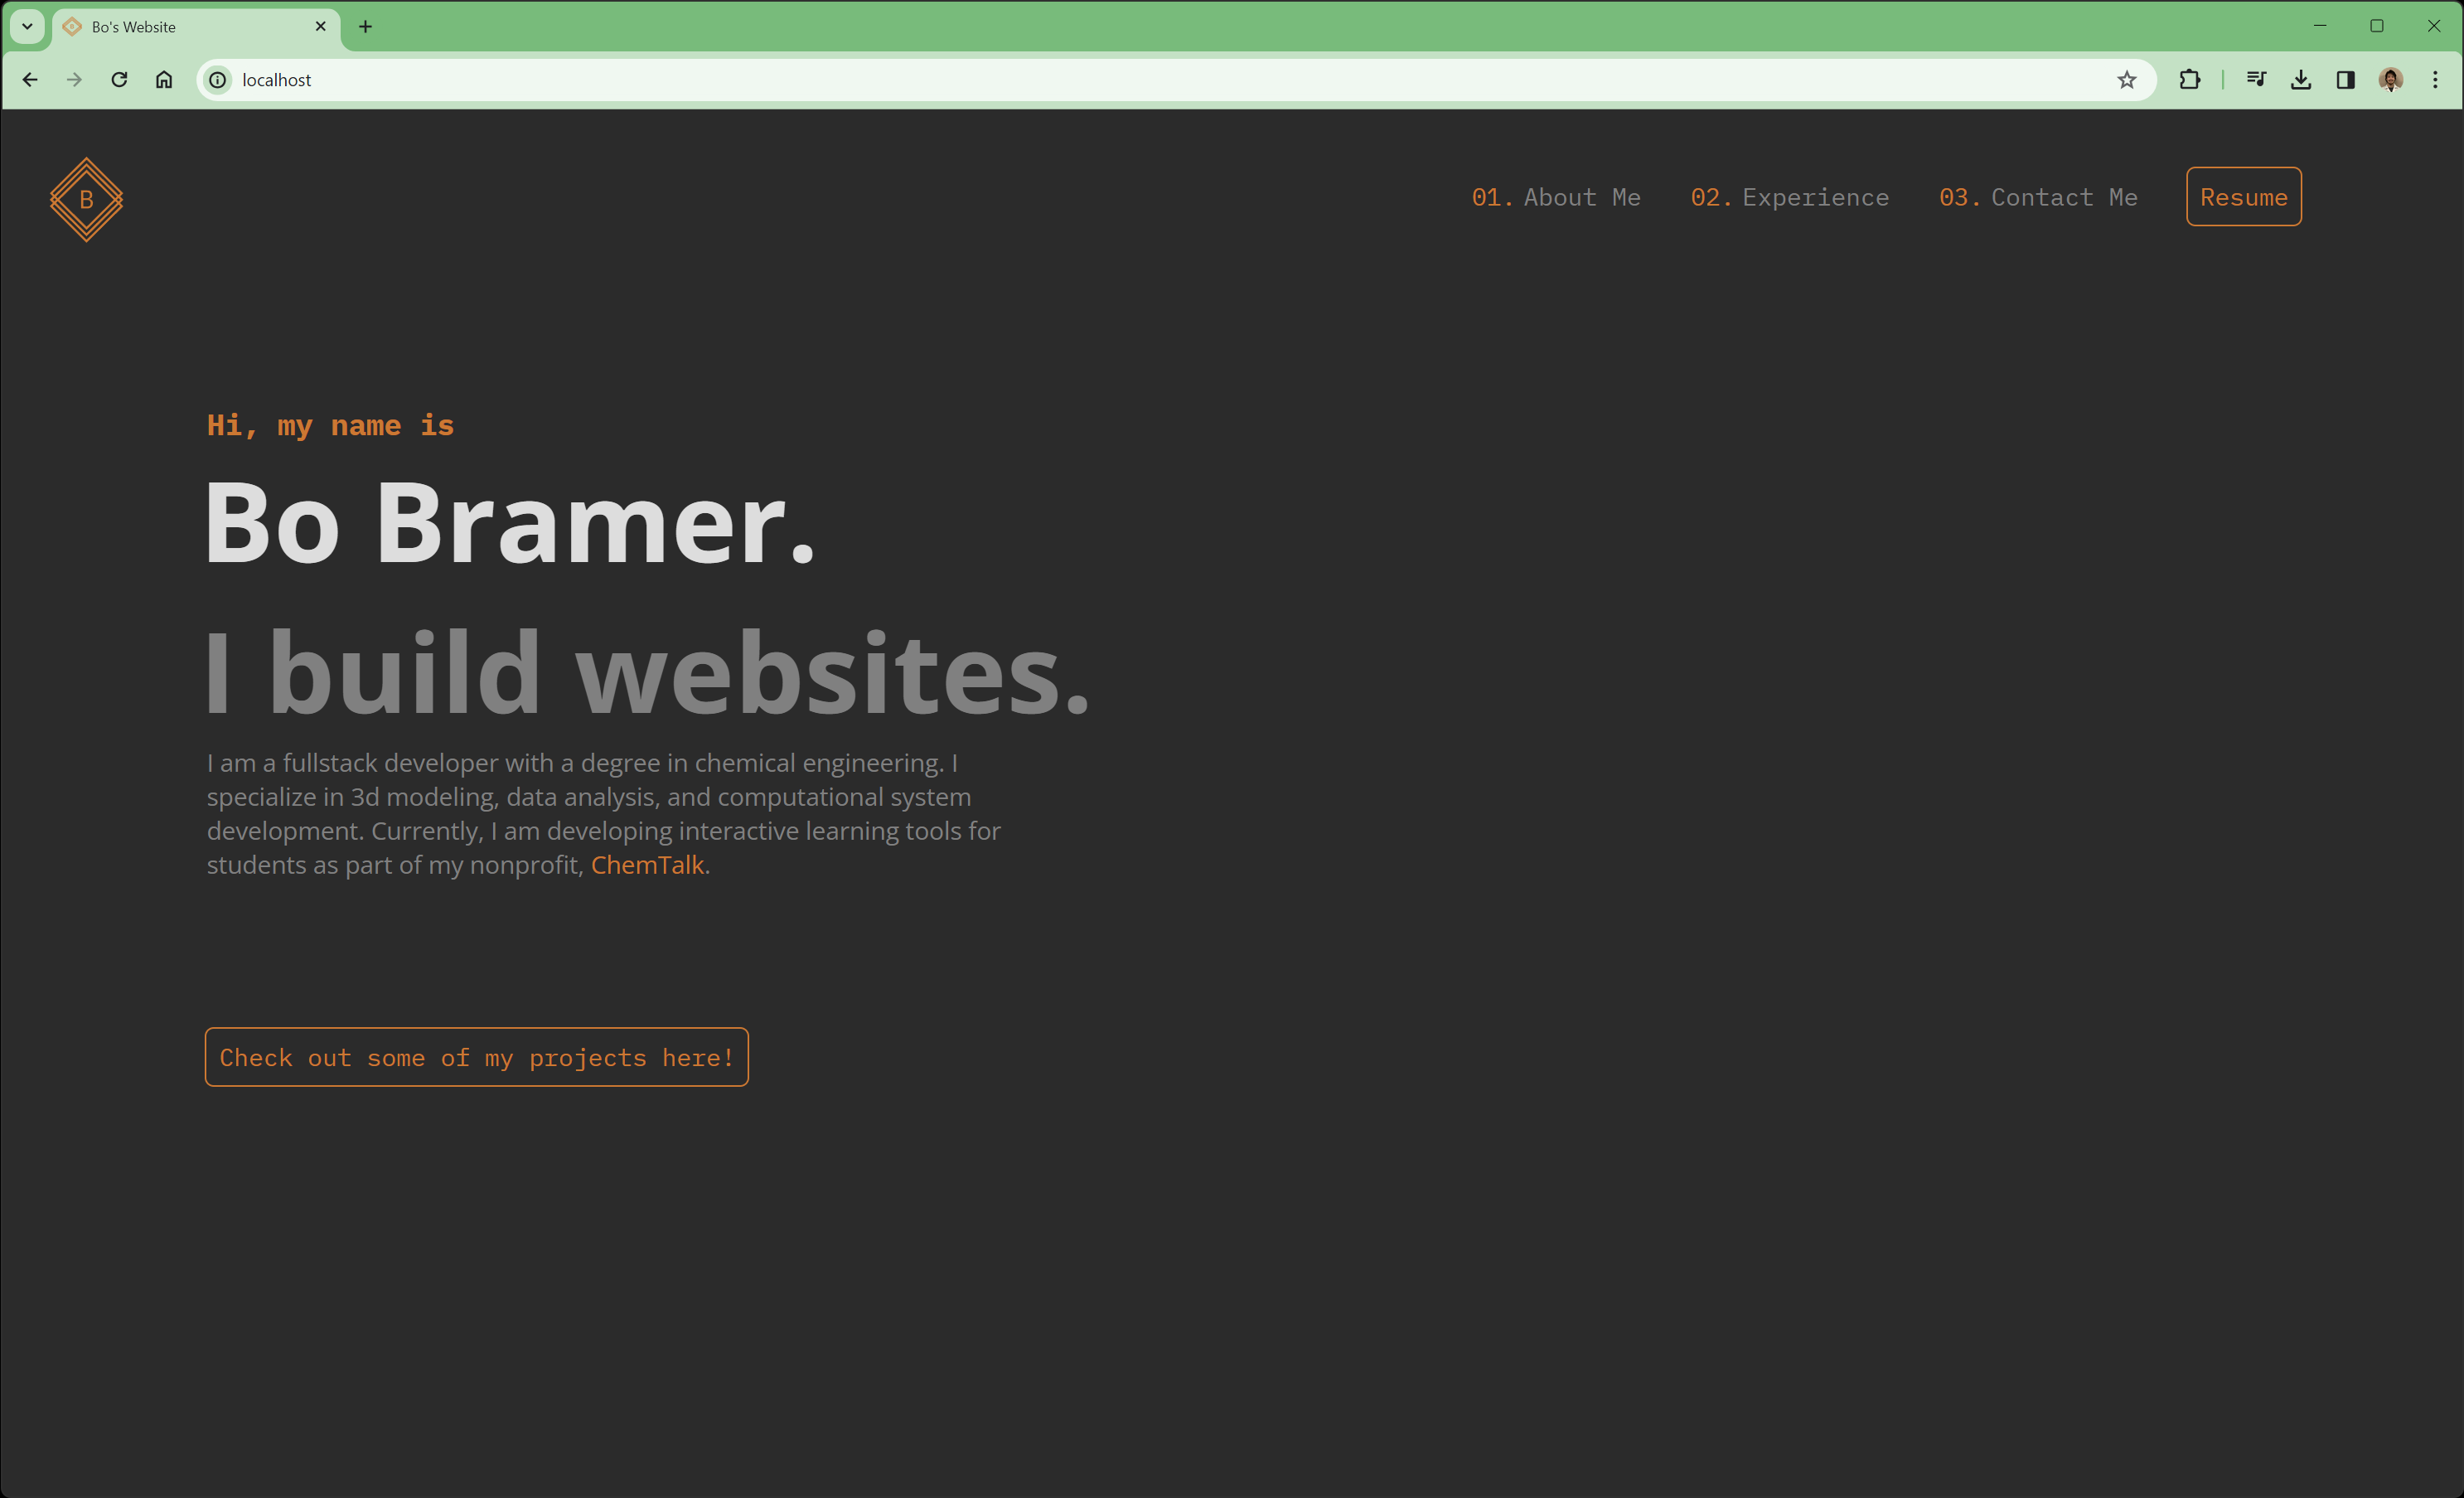 Bo's Website
localhost
B
01. About Me 02. Experience 03. Contact Me Resume
Hi, my name is
Bo Bramer.
I build websites.
I am a fullstack developer with a degree in chemical engineering. I
specialize in 3d modeling, data analysis, and computational system
development. Currently, I am developing interactive learning tools for
students as part of my nonprofit, ChemTalk.
Check out some of my projects here!